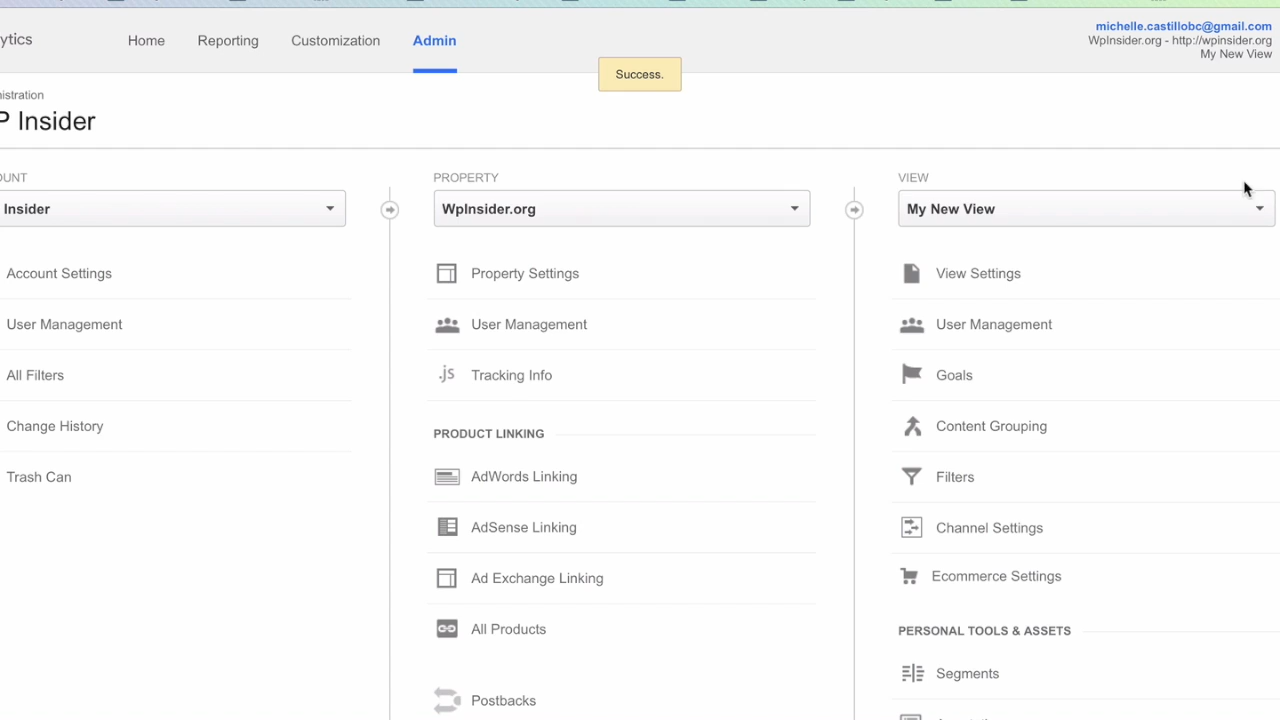 ytics
Home
Reporting
Customization
Admin
michelle.castillobc@gmail.com
WpInsider.org - http://wpinsider.org
My New View
Success.
nistration
P Insider
OUNT
Insider
Account Settings
User Management
All Filters
Change History
Trash Can
PROPERTY
WpInsider.org
Property Settings
User Management
.js
Tracking Info
PRODUCT LINKING
AdWords Linking
AdSense Linking
Ad Exchange Linking
All Products
Postbacks
VIEW
My New View
View Settings
User Management
Goals
Content Grouping
Filters
Channel Settings
Ecommerce Settings
PERSONAL TOOLS & ASSETS
Segments